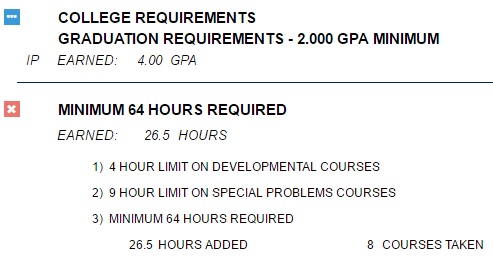 COLLEGE REQUIREMENTS
GRADUATION REQUIREMENTS - 2.000 GPA MINIMUM
IP EARNED: 4.00 GPA
MINIMUM 64 HOURS REQUIRED
EARNED: 26.5 HOURS
1) 4 HOUR LIMIT ON DEVELOPMENTAL COURSES
2) 9 HOUR LIMIT ON SPECIAL PROBLEMS COURSES
3) MINIMUM 64 HOURS REQUIRED
26.5 HOURS ADDED 8 COURSES TAKEN